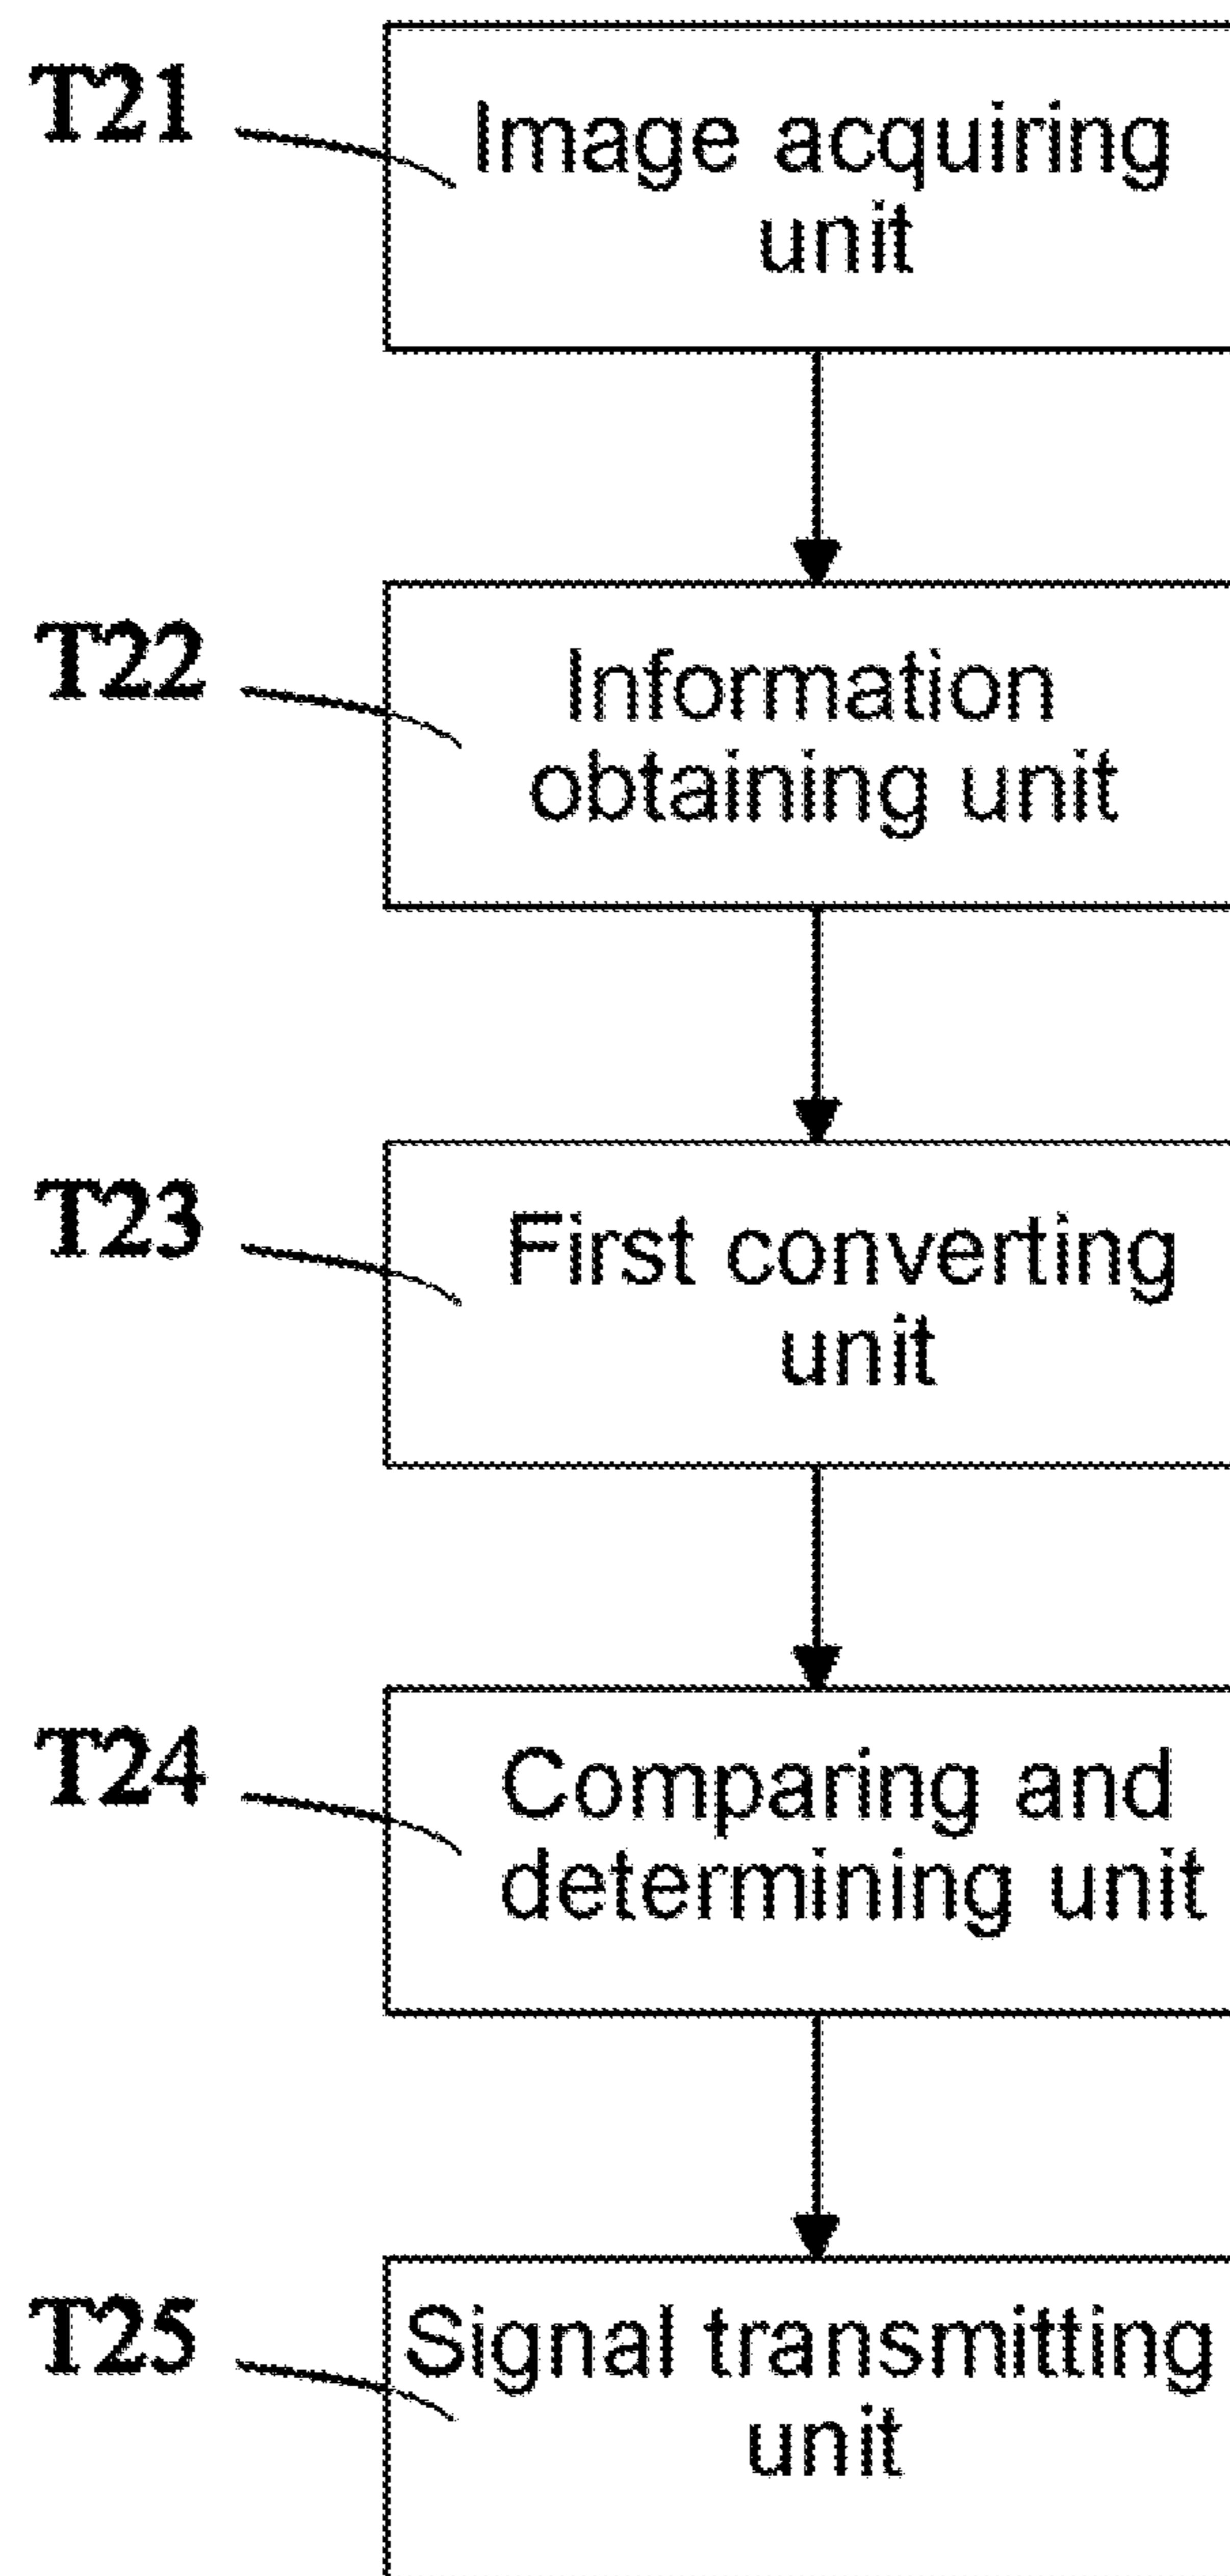 T21
Image acquiring
unit
T22
Information
obtaining unit
T23
First converting
unit
T24
Comparing and
determining unit
T25
Signal transmitting
unit